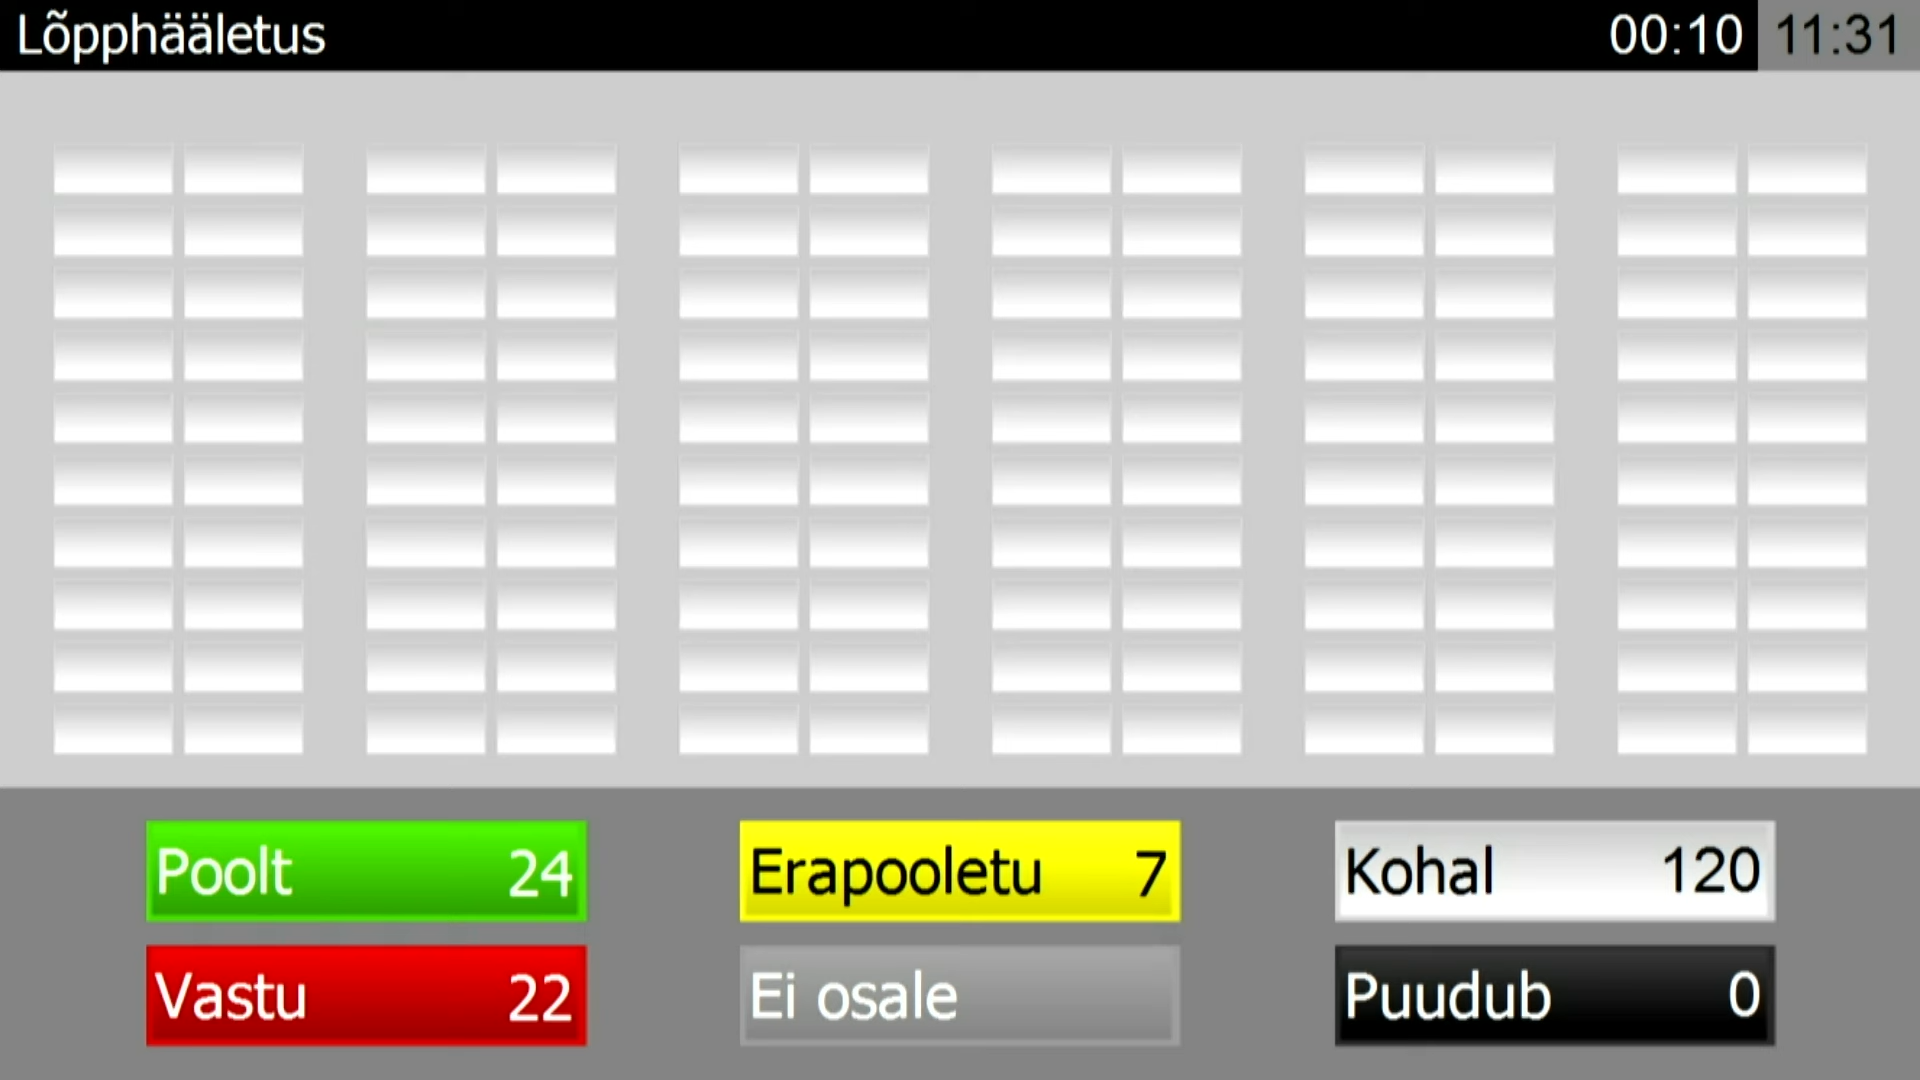 Lõpphääletus 00:10 11:31
Poolt 24 Erapooletu 7 Kohal 120
Vastu 22 Ei osale Puudub 0